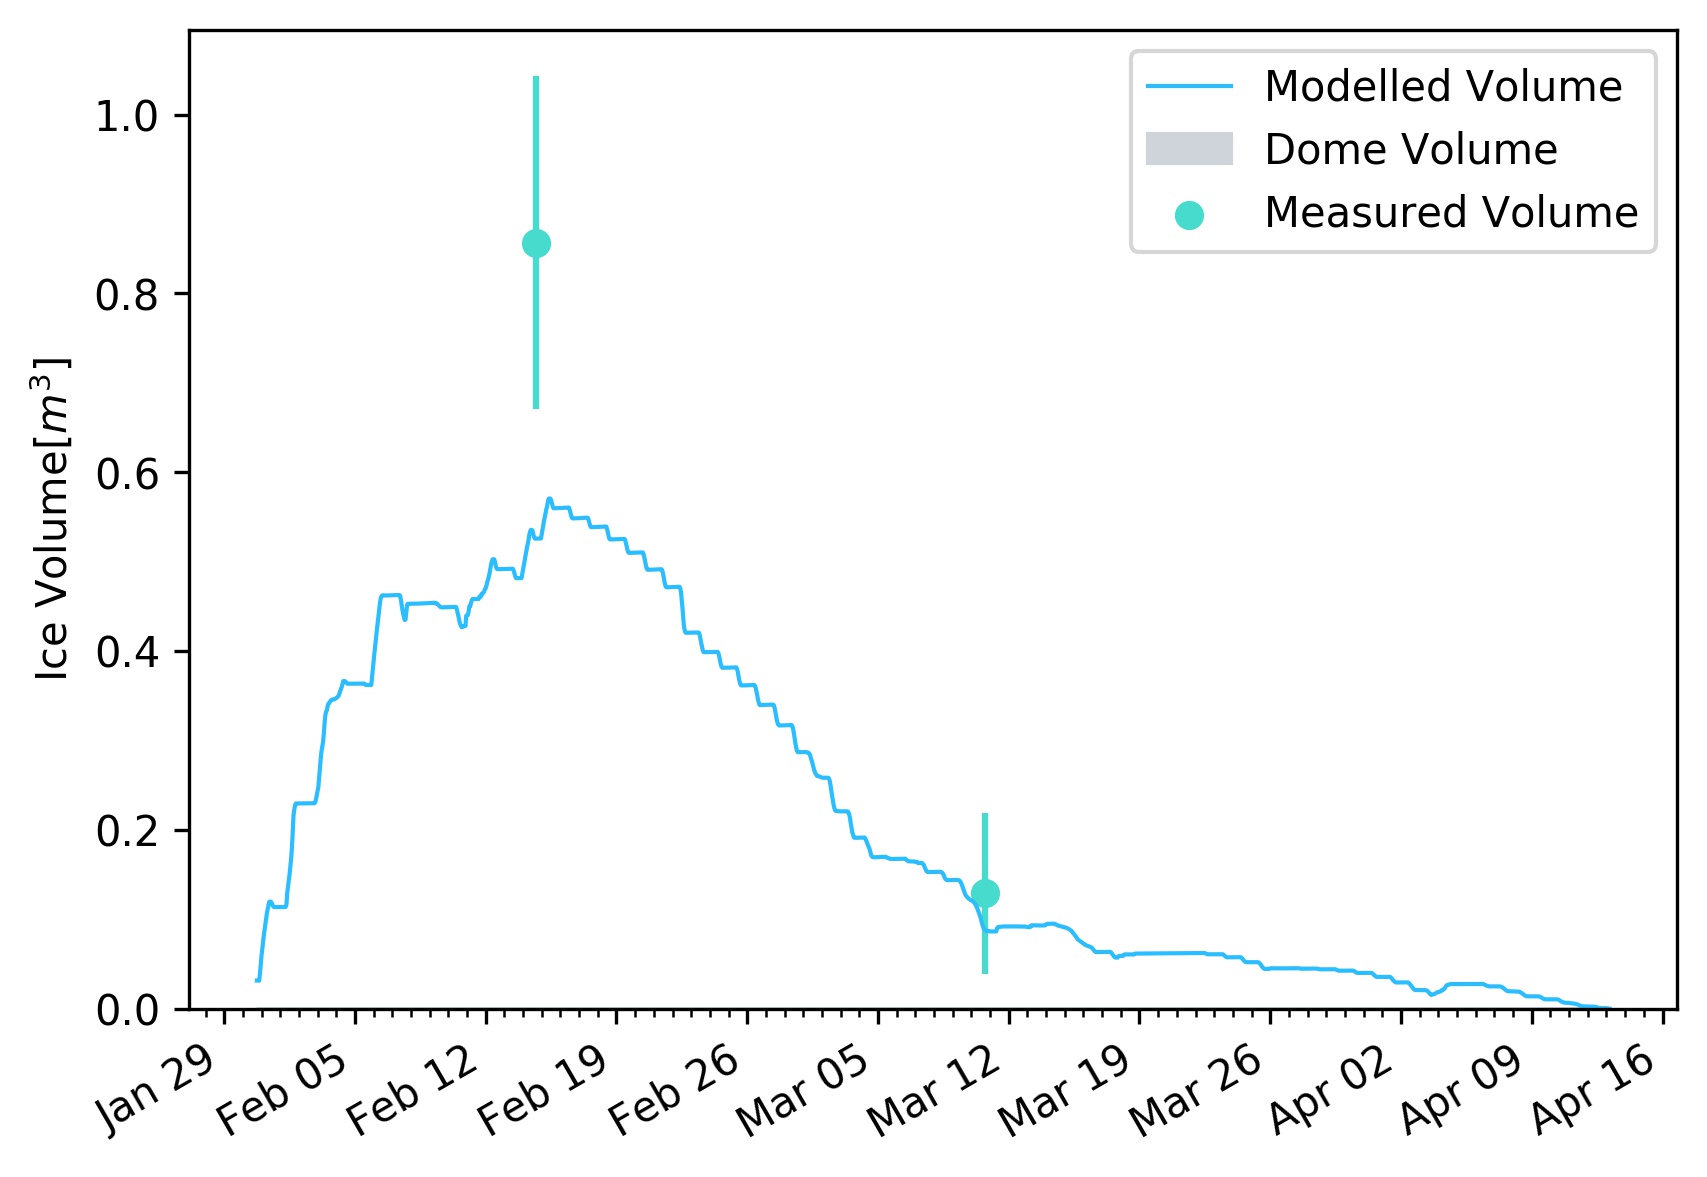 Modelled Volume
Dome Volume
Measured Volume
Ice Volume[m³]
1.0
0.8
0.6
0.4
0.2
0.0
Jan 29
Feb 05
Feb 12
Feb 19
Feb 26
Mar 05
Mar 12
Mar 19
Mar 26
Apr 02
Apr 09
Apr 16